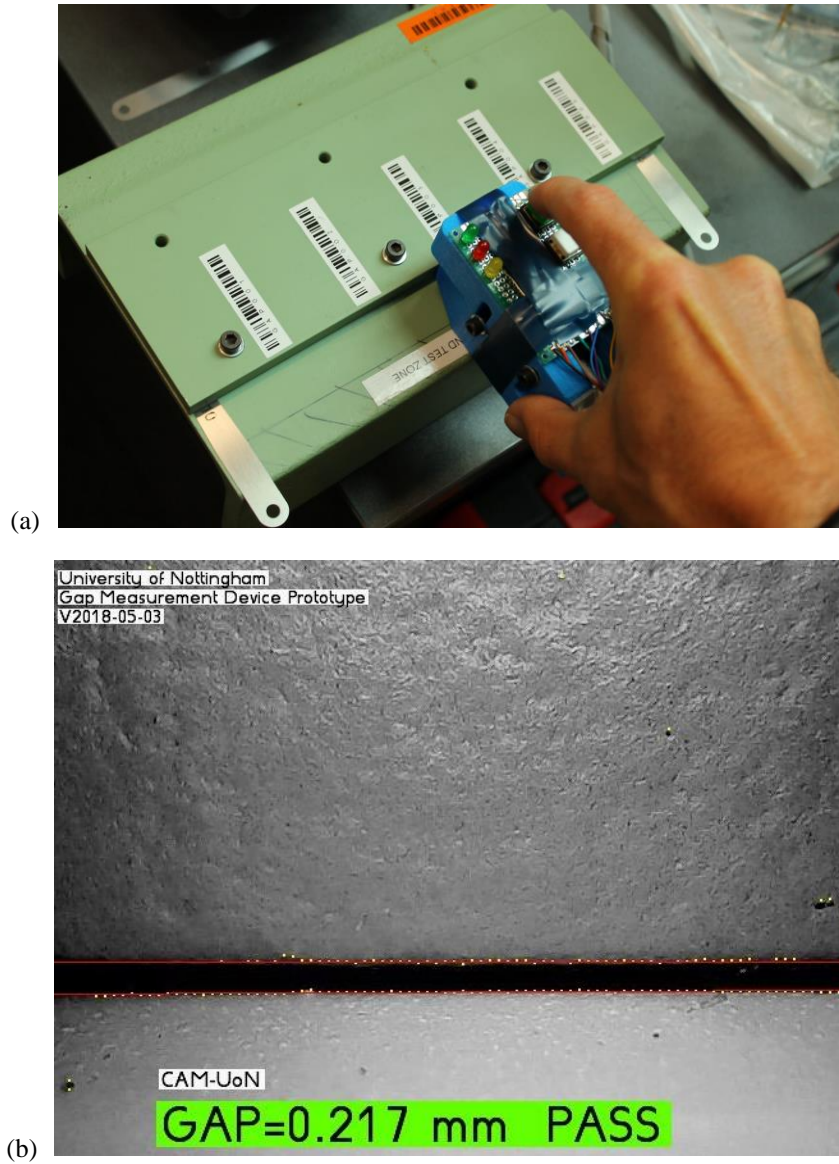 ND TEST ZONE
(a)
University of Nottingham
Gap Measurement Device Prototype
V2018-05-03
CAM-UoN
GAP=0.217 mm PASS
(b)